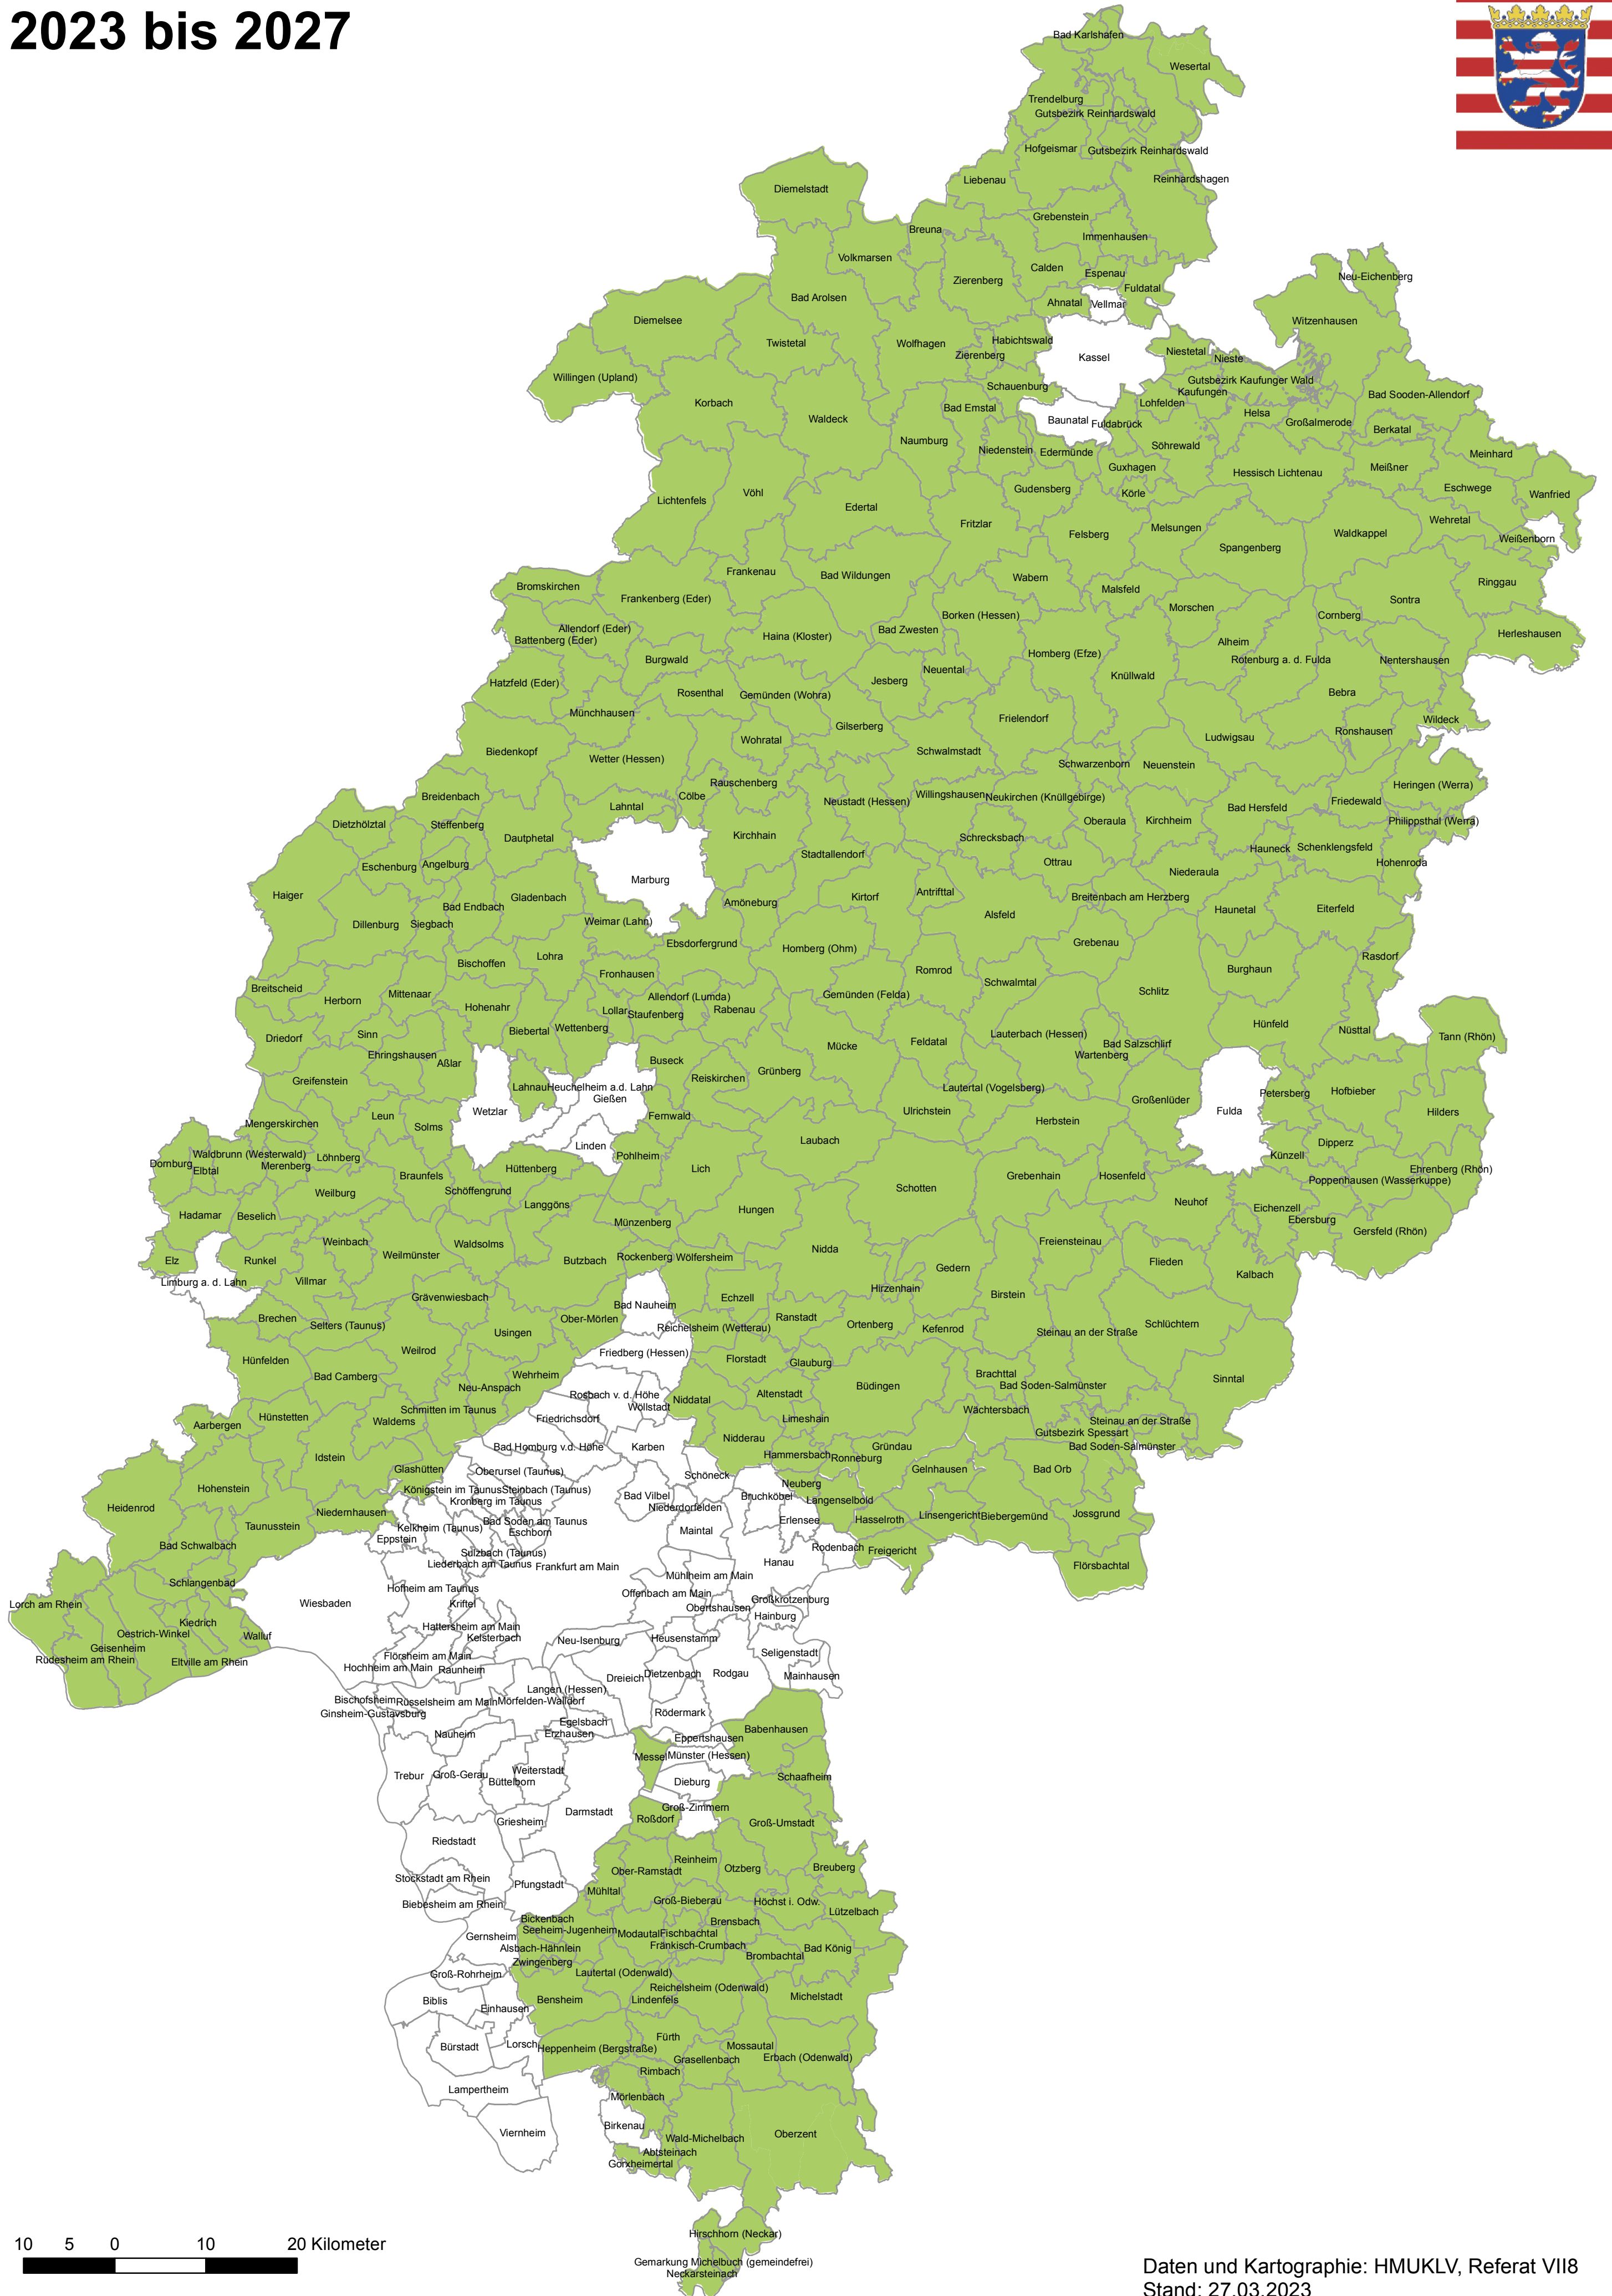 2023 bis 2027
Bad Karlshafen
Wesertal
Trendelburg
Gutsbezirk Reinhardswald
Hofgeismar
Gutsbezirk Reinhardswald
Liebenau
Reinhardshagen
Diemelstadt
Grebenstein
Breuna
Immenhausen
Volkmarsen
Calden
Espenau
Neu-Eichenberg
Zierenberg
Fuldatal
Bad Arolsen
Ahnatal
Vellmar
Diemelsee
Witzenhausen
Twistetal
Wolfhagen
Habichtswald
Zierenberg
Kassel
Niestetal
Nieste
Willingen (Upland)
Schauenburg
Gutsbezirk Kaufunger Wald
Kaufungen
Bad Sooden-Allendorf
Korbach
Bad Emstal
Lohfelden
Helsa
Waldeck
Baunatal
Fuldabrück
Großalmerode
Berkatal
Naumburg
Niedenstein
Edermünde
Söhrewald
Meinhard
Guxhagen
Hessisch Lichtenau
Meißner
Lichtenfels
Vöhl
Gudensberg
Körle
Eschwege
Wanfried
Edertal
Fritzlar
Felsberg
Melsungen
Wehretal
Waldkappel
Weißenborn
Spangenberg
Frankenau
Bad Wildungen
Wabern
Bromskirchen
Malsfeld
Ringgau
Frankenberg (Eder)
Morschen
Sontra
Borken (Hessen)
Cornberg
Allendorf (Eder)
Battenberg (Eder)
Haina (Kloster)
Bad Zwesten
Alheim
Herleshausen
Burgwald
Homberg (Efze)
Rotenburg a. d. Fulda
Nentershausen
Neuental
Hatzfeld (Eder)
Jesberg
Knüllwald
Rosenthal
Gemünden (Wohra)
Bebra
Münchhausen
Gilserberg
Frielendorf
Wildeck
Wohratal
Ludwigsau
Ronshausen
Biedenkopf
Wetter (Hessen)
Schwalmstadt
Schwarzenborn
Neuenstein
Rauschenberg
Heringen (Werra)
Breidenbach
Cölbe
Neustadt (Hessen)
Willingshausen
Neukirchen (Knüllgebirge)
Friedewald
Lahntal
Bad Hersfeld
Dietzhölztal
Steffenberg
Oberaula
Kirchheim
Philippsthal (Werra)
Dautphetal
Kirchhain
Schrecksbach
Hauneck
Schenklengsfeld
Eschenburg
Angelburg
Stadtallendorf
Ottrau
Hohenroda
Marburg
Niederaula
Haiger
Gladenbach
Amöneburg
Kirtorf
Antrifttal
Breitenbach am Herzberg
Bad Endbach
Alsfeld
Haunetal
Eiterfeld
Dillenburg
Siegbach
Weimar (Lahn)
Ebsdorfergrund
Homberg (Ohm)
Grebenau
Lohra
Rasdorf
Bischoffen
Fronhausen
Romrod
Burghaun
Breitscheid
Mittenaar
Allendorf (Lumda)
Gemünden (Felda)
Schwalmtal
Schlitz
Herborn
Hohenahr
Lollar
Staufenberg
Rabenau
Hünfeld
Nüsttal
Driedorf
Sinn
Biebertal
Wettenberg
Lauterbach (Hessen)
Tann (Rhön)
Ehringshausen
Aßlar
Mücke
Feldatal
Bad Salzschlirf
Wartenberg
Buseck
Greifenstein
Reiskirchen
Grünberg
Lahnau
Heuchelheim a.d. Lahn
Gießen
Lautertal (Vogelsberg)
Petersberg
Hofbieber
Großenlüder
Leun
Wetzlar
Fernwald
Ulrichstein
Herbstein
Fulda
Hilders
Mengerskirchen
Solms
Linden
Laubach
Dipperz
Waldbrunn (Westerwald)
Löhnberg
Pohlheim
Künzell
Dornburg
Elbtal
Merenberg
Hüttenberg
Lich
Ehrenberg (Rhön)
Braunfels
Grebenhain
Hosenfeld
Poppenhausen (Wasserkuppe)
Weilburg
Schöffengrund
Schotten
Langgöns
Neuhof
Hadamar
Beselich
Hungen
Eichenzell
Münzenberg
Ebersburg
Gersfeld (Rhön)
Weinbach
Waldsolms
Nidda
Freiensteinau
Elz
Runkel
Weilmünster
Butzbach
Rockenberg
Wölfersheim
Flieden
Gedern
Kalbach
Limburg a. d. Lahn
Villmar
Hirzenhain
Grävenwiesbach
Echzell
Birstein
Bad Nauheim
Brechen
Selters (Taunus)
Ober-Mörlen
Ranstadt
Reichelsheim (Wetterau)
Ortenberg
Kefenrod
Steinau an der Straße
Schlüchtern
Usingen
Weilrod
Friedberg (Hessen)
Hünfelden
Florstadt
Glauburg
Bad Camberg
Wehrheim
Brachttal
Sinntal
Neu-Anspach
Büdingen
Bad Soden-Salmünster
Rosbach v. d. Höhe
Niddatal
Altenstadt
Wöllstadt
Schmitten im Taunus
Wächtersbach
Hünstetten
Friedrichsdorf
Limeshain
Aarbergen
Waldems
Steinau an der Straße
Gutsbezirk Spessart
Nidderau
Bad Homburg v.d. Höhe
Karben
Gründau
Bad Soden-Salmünster
Idstein
Hammersbach
Ronneburg
Glashütten
Oberursel (Taunus)
Schöneck
Gelnhausen
Bad Orb
Hohenstein
Königstein im Taunus
Steinbach (Taunus)
Neuberg
Kronberg im Taunus
Bad Vilbel
Bruchköbel
Langenselbold
Heidenrod
Niederdorfelden
Niedernhausen
Jossgrund
Linsengericht
Biebergemünd
Erlensee
Hasselroth
Bad Soden am Taunus
Taunusstein
Kelkheim (Taunus)
Eschborn
Maintal
Eppstein
Bad Schwalbach
Rodenbach
Freigericht
Sulzbach (Taunus)
Liederbach am Taunus
Frankfurt am Main
Hanau
Flörsbachtal
Mühlheim am Main
Schlangenbad
Hofheim am Taunus
Offenbach am Main
Großkrotzenburg
Lorch am Rhein
Wiesbaden
Kriftel
Obertshausen
Hainburg
Kiedrich
Hattersheim am Main
Oestrich-Winkel
Walluf
Kelsterbach
Neu-Isenburg
Heusenstamm
Geisenheim
Flörsheim am Main
Seligenstadt
Rüdesheim am Rhein
Eltville am Rhein
Hochheim am Main
Raunheim
Dreieich
Dietzenbach
Rodgau
Mainhausen
Langen (Hessen)
Bischofsheim
Rüsselsheim am Main
Mörfelden-Walldorf
Ginsheim-Gustavsburg
Rödermark
Egelsbach
Erzhausen
Babenhausen
Nauheim
Eppertshausen
Messel
Münster (Hessen)
Trebur
Groß-Gerau
Weiterstadt
Büttelborn
Schaafheim
Dieburg
Darmstadt
Groß-Zimmern
Griesheim
Roßdorf
Groß-Umstadt
Riedstadt
Reinheim
Ober-Ramstadt
Otzberg
Breuberg
Stockstadt am Rhein
Pfungstadt
Mühltal
Biebesheim am Rhein
Groß-Bieberau
Höchst i. Odw.
Lützelbach
Bickenbach
Brensbach
Seeheim-Jugenheim
Gernsheim
Modautal
Fischbachtal
Alsbach-Hähnlein
Fränkisch-Crumbach
Bad König
Brombachtal
Zwingenberg
Groß-Rohrheim
Lautertal (Odenwald)
Reichelsheim (Odenwald)
Biblis
Bensheim
Lindenfels
Michelstadt
Einhausen
Fürth
Lorsch
Bürstadt
Heppenheim (Bergstraße)
Mossautal
Grasellenbach
Erbach (Odenwald)
Rimbach
Lampertheim
Mörlenbach
Birkenau
Viernheim
Wald-Michelbach
Oberzent
Abtsteinach
Gorxheimertal
Hirschhorn (Neckar)
10 5 0 10 20 Kilometer
Gemarkung Michelbuch (gemeindefrei)
Neckarsteinach
Daten und Kartographie: HMUKLV, Referat VII8
Stand: 27.03.2023